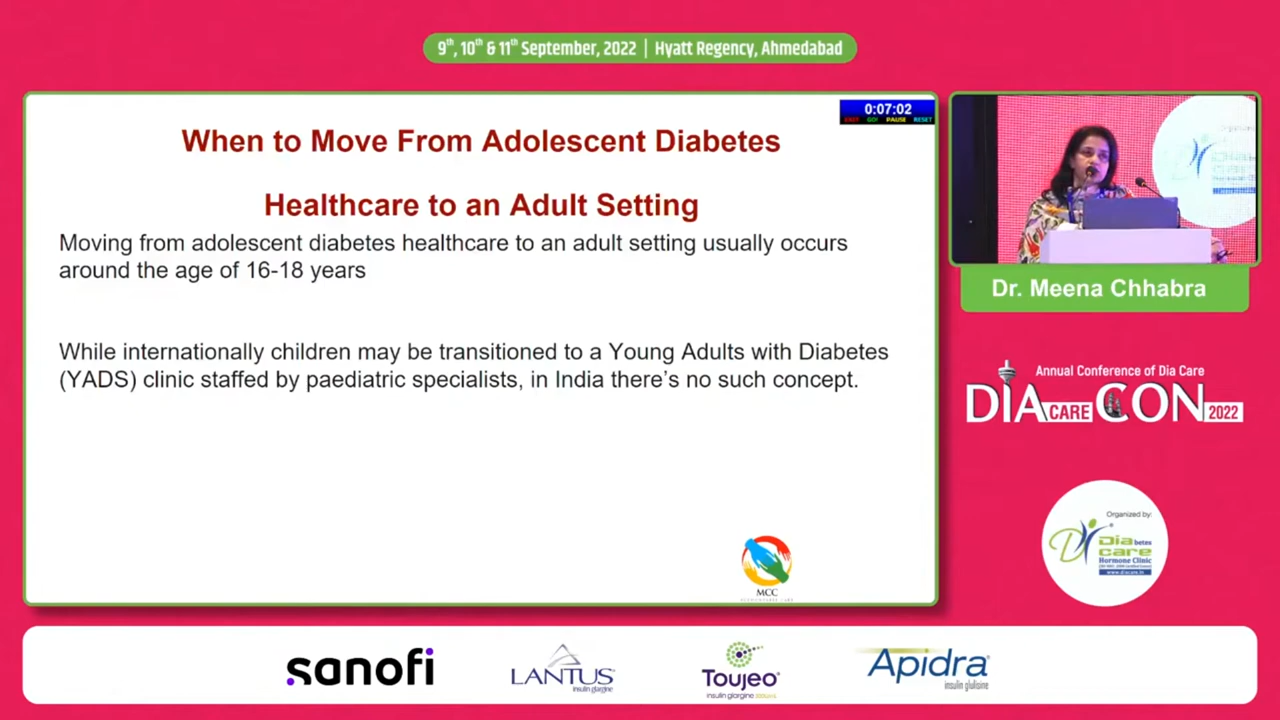 9th, 10th & 11th September, 2022 | Hyatt Regency, Ahmedabad
0:07:02
EXIT GO! PAUSE RESET
When to Move From Adolescent Diabetes
Healthcare to an Adult Setting
Moving from adolescent diabetes healthcare to an adult setting usually occurs
around the age of 16-18 years
While internationally children may be transitioned to a Young Adults with Diabetes
(YADS) clinic staffed by paediatric specialists, in India there's no such concept.
MCC
Dr. Meena Chhabra
Annual Conference of Dia Care
DIA CARE CON 2022
Organized by:
Diabetes
care
Hormone Clinic
www.diacare.in
sanofi
LANTUS
insulin glargine
Toujeo
insulin glargine
Apidra
insulin glulisine